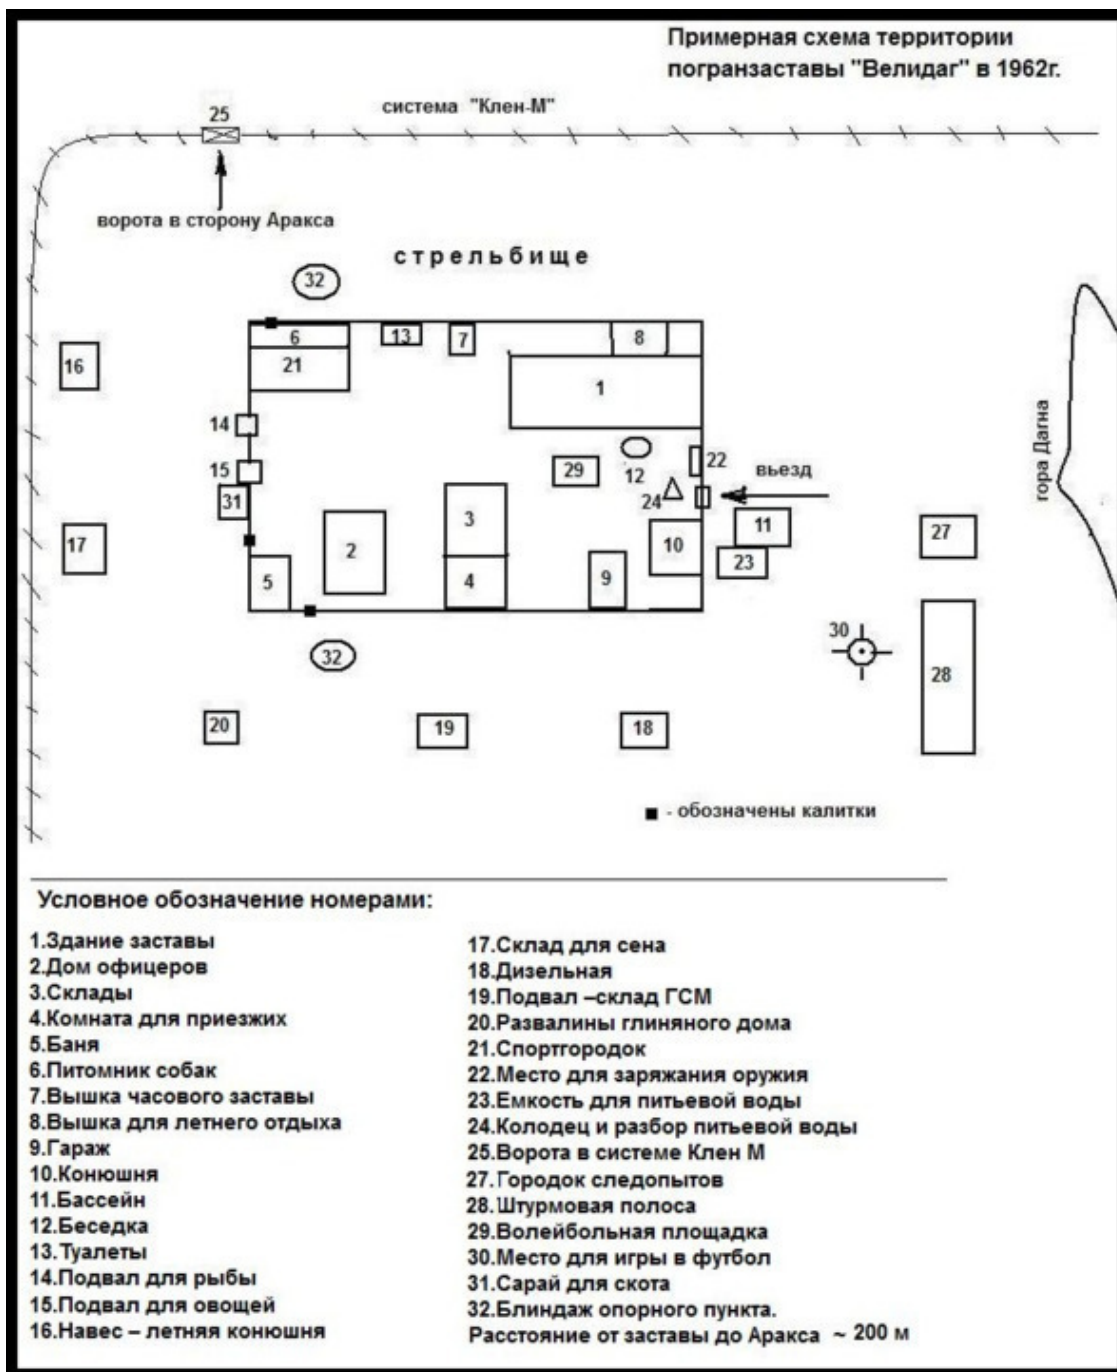 Примерная схема территории
погранзаставы "Велидаг" в 1962г.
система "Клен-М"
25
ворота в сторону Аракса
стрельбище
32
6
13
7
8
16
21
1
14
гора Дагна
12
22
15
29
вьезд
24
31
3
11
27
17
2
10
23
5
4
9
30
32
28
20
19
18
- обозначены калитки
Условное обозначение номерами:
1.Здание заставы
2.Дом офицеров
3.Склады
4.Комната для приезжих
5.Баня
6.Питомник собак
7.Вышка часового заставы
8.Вышка для летнего отдыха
9.Гараж
10.Конюшня
11.Бассейн
12.Беседка
13.Туалеты
14.Подвал для рыбы
15.Подвал для овощей
16.Навес – летняя конюшня
17.Склад для сена
18.Дизельная
19.Подвал –склад ГСМ
20.Развалины глиняного дома
21.Спортгородок
22.Место для заряжания оружия
23.Емкость для питьевой воды
24.Колодец и разбор питьевой воды
25.Ворота в системе Клен М
27.Городок следопытов
28.Штурмовая полоса
29.Волейбольная площадка
30.Место для игры в футбол
31.Сарай для скота
32.Блиндаж опорного пункта.
Расстояние от заставы до Аракса ~ 200 м